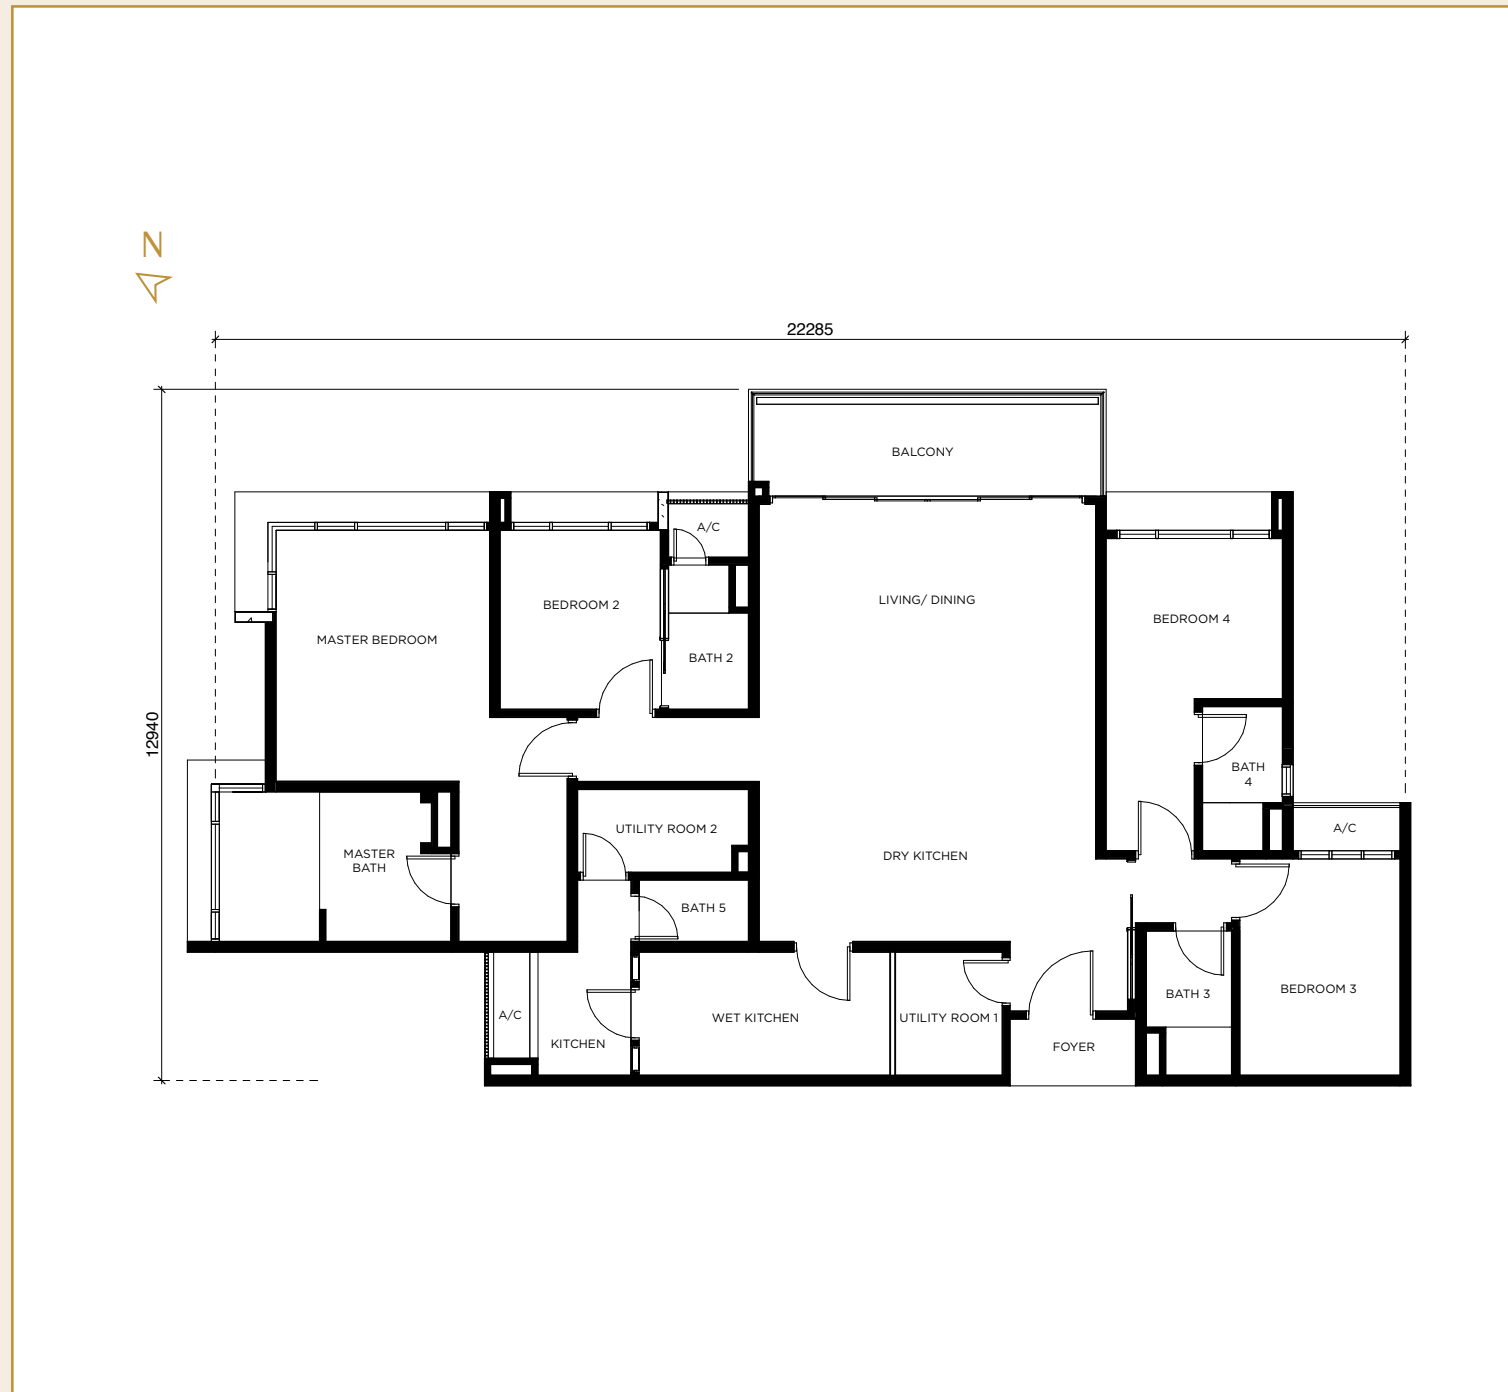 N
22285
12940
BALCONY
A/C
BEDROOM 2
LIVING/ DINING
BEDROOM 4
MASTER BEDROOM
BATH 2
BATH
4
UTILITY ROOM 2
A/C
MASTER
BATH
DRY KITCHEN
BATH 5
BATH 3
BEDROOM 3
A/C
WET KITCHEN
UTILITY ROOM 1
KITCHEN
FOYER